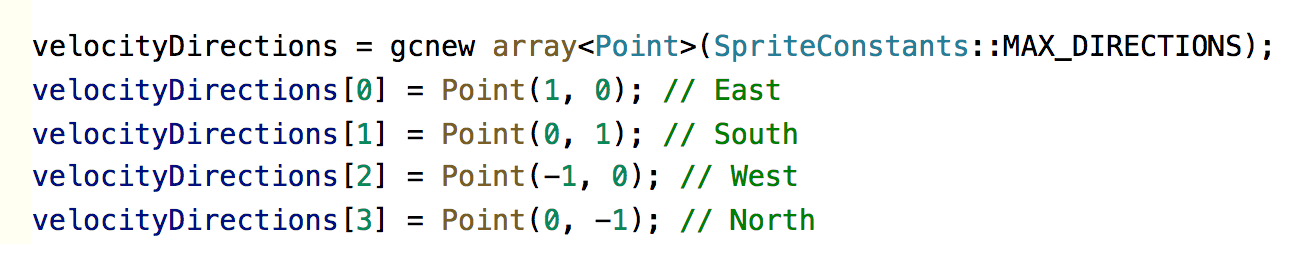 velocityDirections = gcnew array<Point>(SpriteConstants::MAX_DIRECTIONS);
velocityDirections[0] = Point(1, 0); // East
velocityDirections[1] = Point(0, 1); // South
velocityDirections[2] = Point(-1, 0); // West
velocityDirections[3] = Point(0, -1); // North